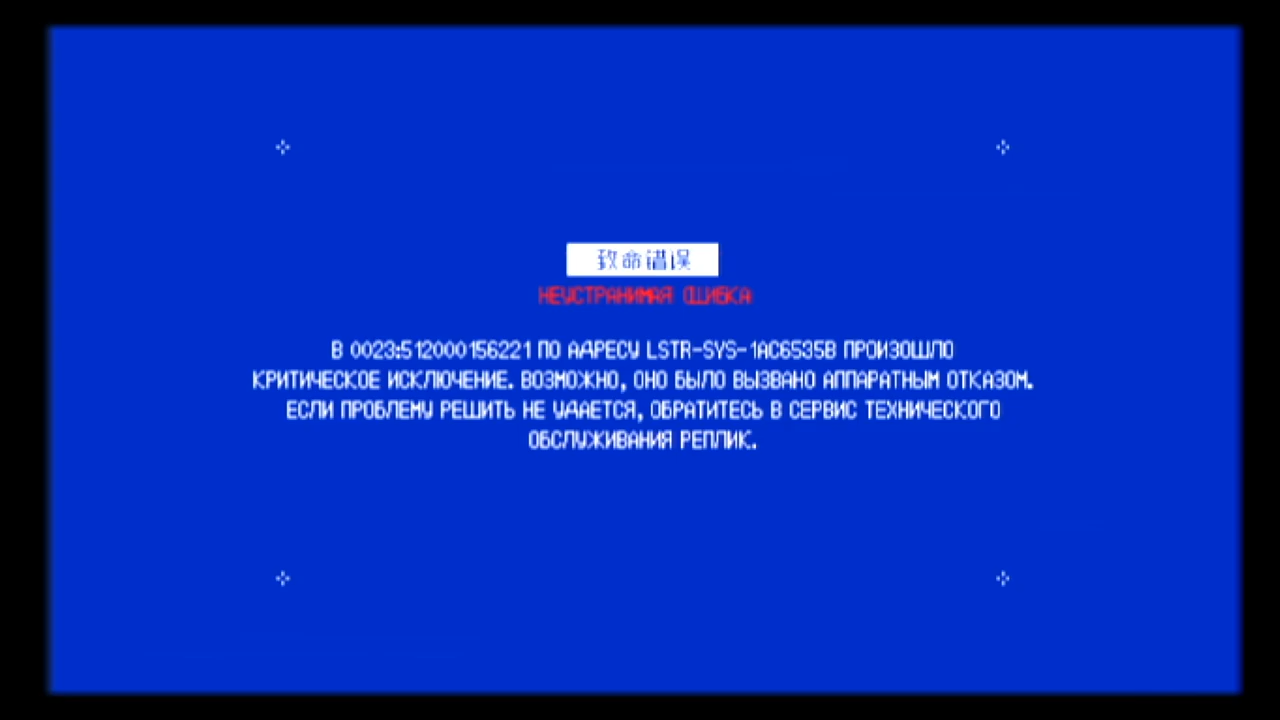 致命错误
НЕУСТРАНИМАЯ ОШИБКА
В 0023:512000156221 ПО АДРЕСУ LSTR-SYS-1AC6535B ПРОИЗОШЛО
КРИТИЧЕСКОЕ ИСКЛЮЧЕНИЕ. ВОЗМОЖНО, ОНО БЫЛО ВЫЗВАНО АППАРАТНЫМ ОТКАЗОМ.
ЕСЛИ ПРОБЛЕМУ РЕШИТЬ НЕ УДАЕТСЯ, ОБРАТИТЕСЬ В СЕРВИС ТЕХНИЧЕСКОГО
ОБСЛУЖИВАНИЯ РЕПЛИК.